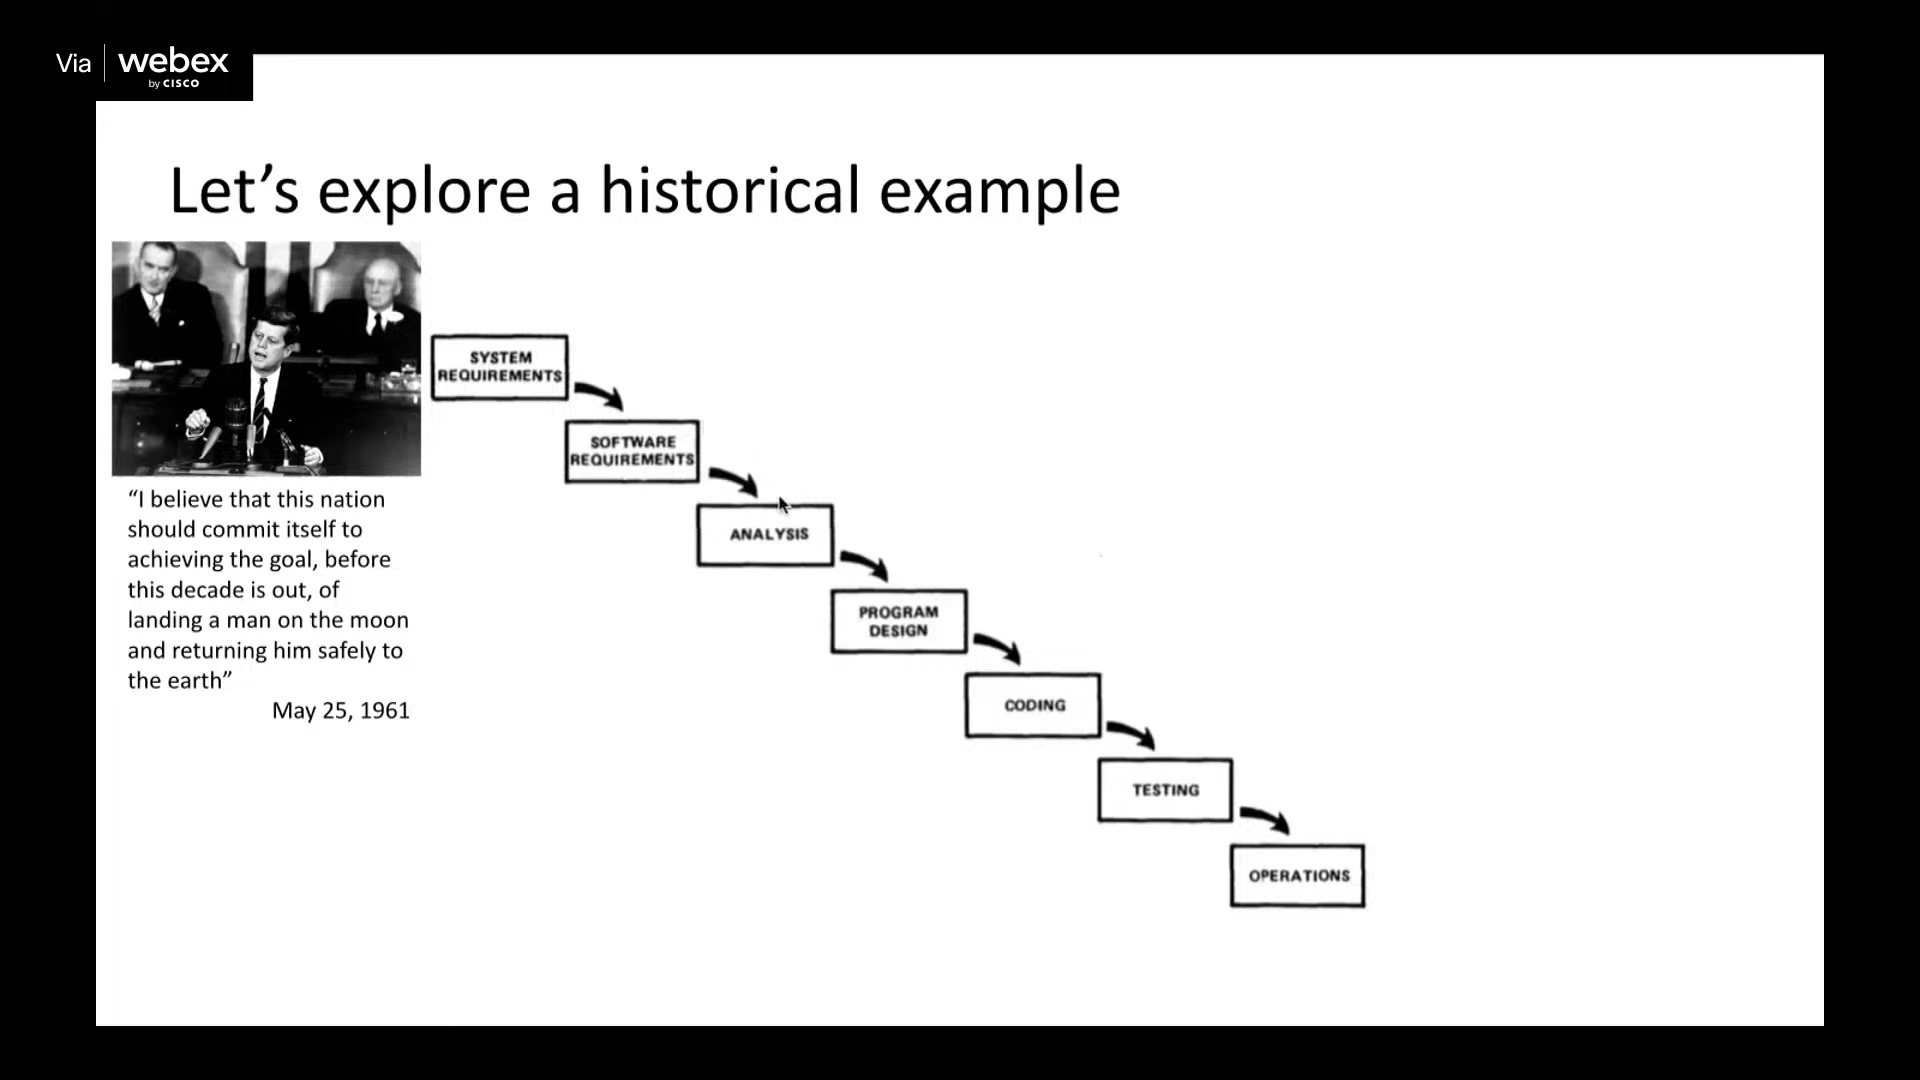 Via webex
by CISCO
Let’s explore a historical example
SYSTEM
REQUIREMENTS
SOFTWARE
REQUIREMENTS
ANALYSIS
PROGRAM
DESIGN
CODING
TESTING
OPERATIONS
“I believe that this nation
should commit itself to
achieving the goal, before
this decade is out, of
landing a man on the moon
and returning him safely to
the earth”
May 25, 1961